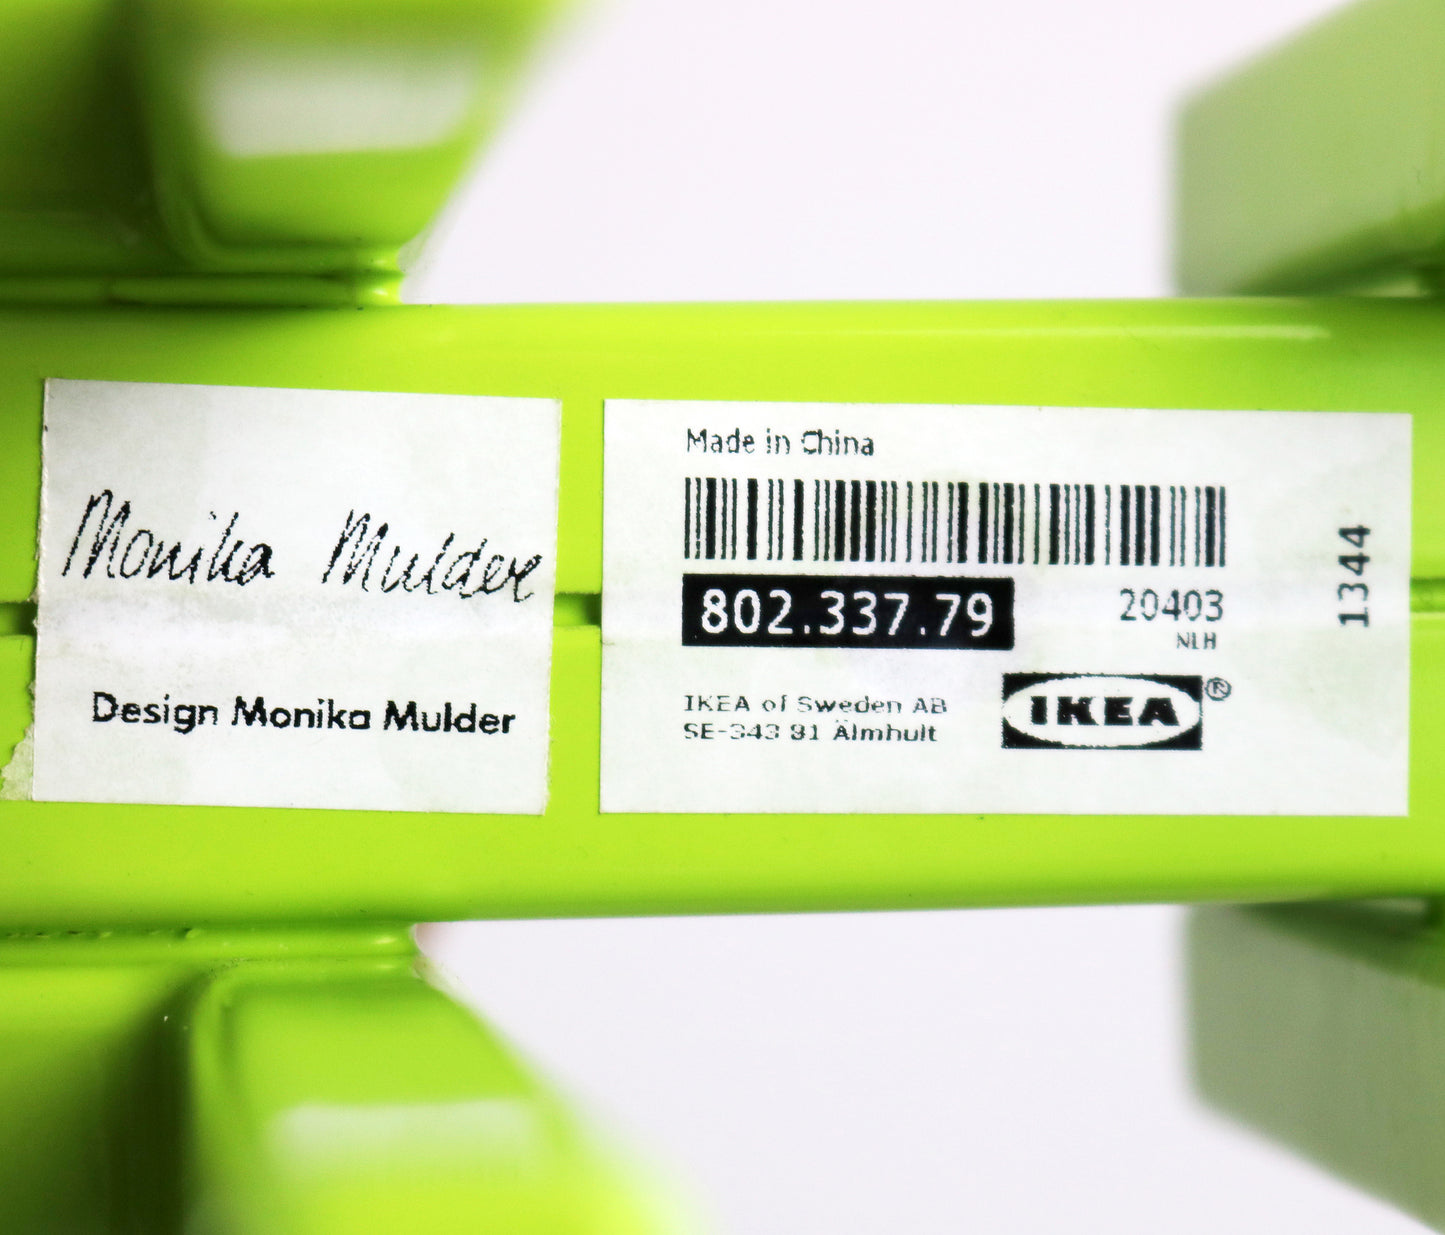 Monika Mulder
Design Monika Mulder
Made in China
802.337.79
20403
NLH
IKEA of Sweden AB
SE-343 81 Älmhult
IKEA®
1344